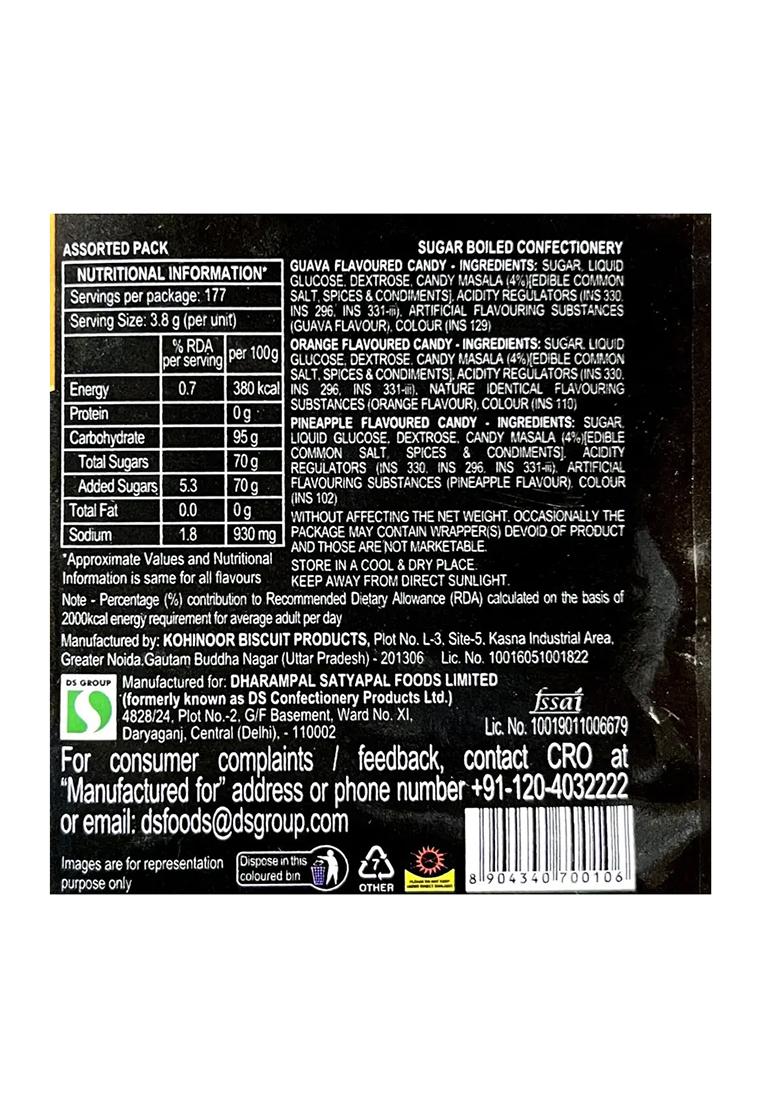 ASSORTED PACK
SUGAR BOILED CONFECTIONERY
NUTRITIONAL INFORMATION*
Servings per package: 177
Serving Size: 3.8 g (per unit)
% RDA per serving per 100g
Energy 0.7 380 kcal
Protein 0 g
Carbohydrate 95 g
Total Sugars 70 g
Added Sugars 5.3 70 g
Total Fat 0.0 0 g
Sodium 1.8 930 mg
*Approximate Values and Nutritional
Information is same for all flavours
GUAVA FLAVOURED CANDY - INGREDIENTS: SUGAR, LIQUID
GLUCOSE, DEXTROSE, CANDY MASALA (4%)[EDIBLE COMMON
SALT, SPICES & CONDIMENTS], ACIDITY REGULATORS (INS 330,
INS 296, INS 331-iii), ARTIFICIAL FLAVOURING SUBSTANCES
(GUAVA FLAVOUR), COLOUR (INS 129)
ORANGE FLAVOURED CANDY - INGREDIENTS: SUGAR, LIQUID
GLUCOSE, DEXTROSE, CANDY MASALA (4%)[EDIBLE COMMON
SALT, SPICES & CONDIMENTS], ACIDITY REGULATORS (INS 330,
INS 296, INS 331-iii), NATURE IDENTICAL FLAVOURING
SUBSTANCES (ORANGE FLAVOUR), COLOUR (INS 110)
PINEAPPLE FLAVOURED CANDY - INGREDIENTS: SUGAR,
LIQUID GLUCOSE, DEXTROSE, CANDY MASALA (4%)[EDIBLE
COMMON SALT, SPICES & CONDIMENTS], ACIDITY
REGULATORS (INS 330, INS 296, INS 331-iii), ARTIFICIAL
FLAVOURING SUBSTANCES (PINEAPPLE FLAVOUR), COLOUR
(INS 102)
WITHOUT AFFECTING THE NET WEIGHT, OCCASIONALLY THE
PACKAGE MAY CONTAIN WRAPPER(S) DEVOID OF PRODUCT
AND THOSE ARE NOT MARKETABLE.
STORE IN A COOL & DRY PLACE.
KEEP AWAY FROM DIRECT SUNLIGHT.
Note - Percentage (%) contribution to Recommended Dietary Allowance (RDA) calculated on the basis of
2000kcal energy requirement for average adult per day
Manufactured by: KOHINOOR BISCUIT PRODUCTS, Plot No. L-3, Site-5, Kasna Industrial Area,
Greater Noida,Gautam Buddha Nagar (Uttar Pradesh) - 201306 Lic. No. 10016051001822
DS GROUP
Manufactured for: DHARAMPAL SATYAPAL FOODS LIMITED
(formerly known as DS Confectionery Products Ltd.)
4828/24, Plot No.-2, G/F Basement, Ward No. XI,
Daryaganj, Central (Delhi), - 110002
fssai
Lic. No. 10019011006679
For consumer complaints / feedback, contact CRO at
"Manufactured for" address or phone number +91-120-4032222
or email: dsfoods@dsgroup.com
Images are for representation
purpose only
Dispose in this
coloured bin
7
OTHER
8 904340 700106